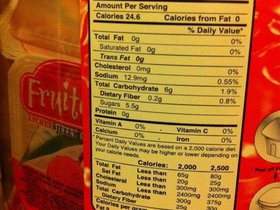 Amount Per Serving
Calories 24.6 Calories from Fat 0
% Daily Value*
Total Fat 0g 0%
Saturated Fat 0g 0%
Trans Fat 0g
Cholesterol 0mg 0%
Sodium 12.9mg 0.55%
Total Carbohydrate 6g 1.9%
Dietary Fiber 0.2g 0.8%
Sugars 5.5g
Protein 0g
Vitamin A 0% Vitamin C 0%
Calcium 0% Iron 0%
*Percent Daily Values are based on a 2,000 calorie diet.
Your Daily Values may be higher or lower depending on
your calorie needs.
Calories: 2,000 2,500
Total Fat Less than 65g 80g
Sat Fat Less than 20g 25g
Cholesterol Less than 300mg 300mg
Sodium Less than 2400mg 2400mg
Total Carbohydrate 300g 375g
Dietary Fiber 25g 30g
Calories per gram
Fruit